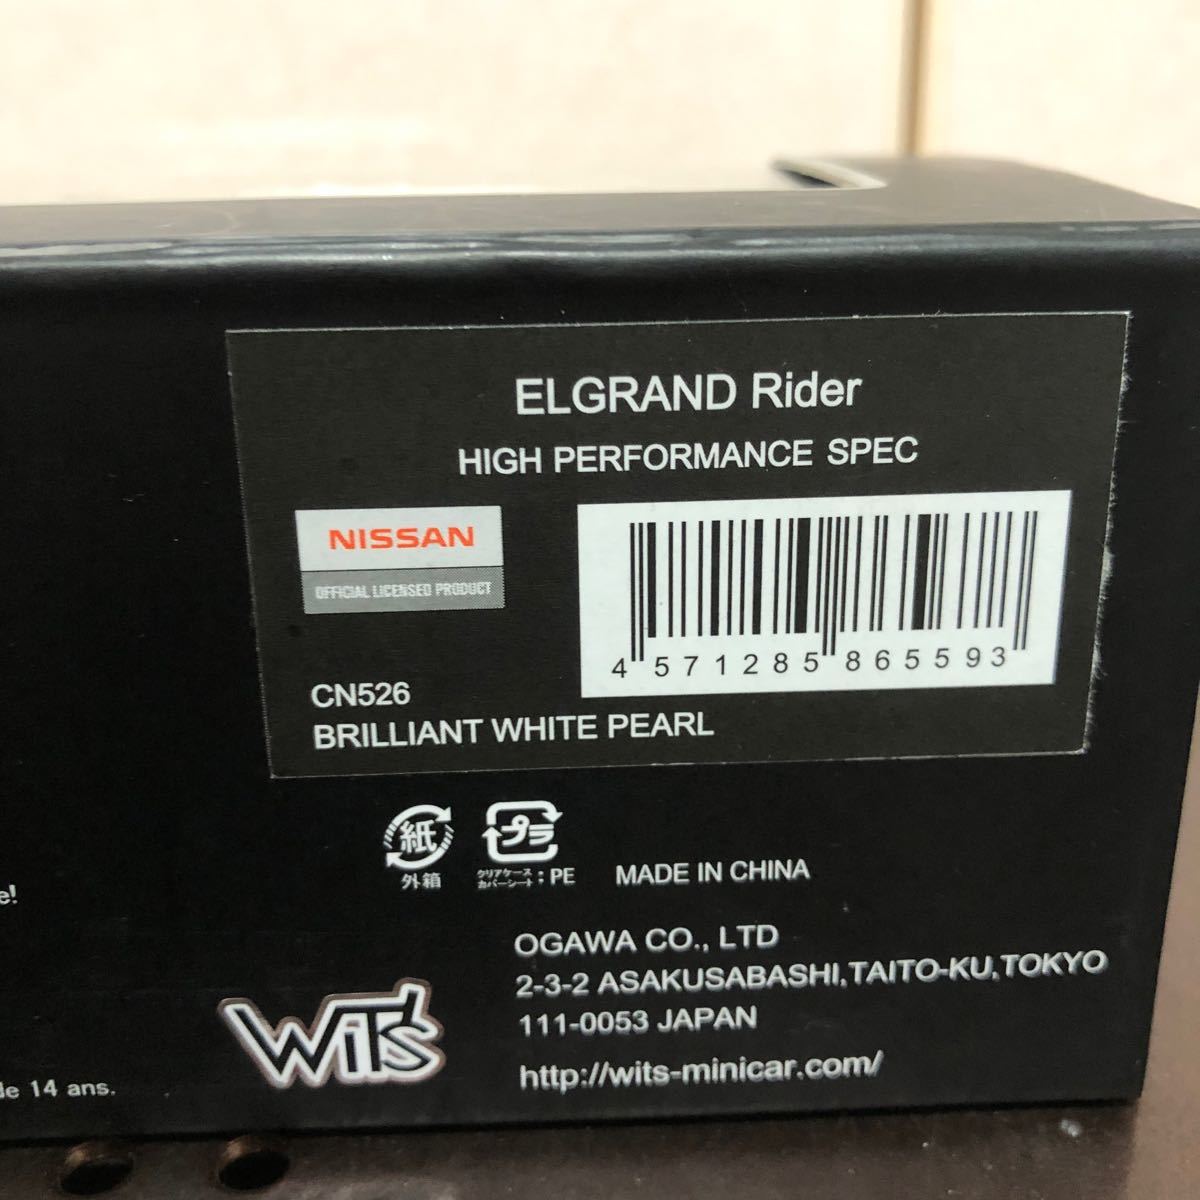 ELGRAND Rider
HIGH PERFORMANCE SPEC
NISSAN
OFFICIAL LICENSED PRODUCT
4 571285 865593
CN526
BRILLIANT WHITE PEARL
紙
外箱
プラ
クリアケース
カバーシート:PE
MADE IN CHINA
e!
OGAWA CO., LTD
2-3-2 ASAKUSABASHI,TAITO-KU,TOKYO
111-0053 JAPAN
http://wits-minicar.com/
WiT'S
de 14 ans.